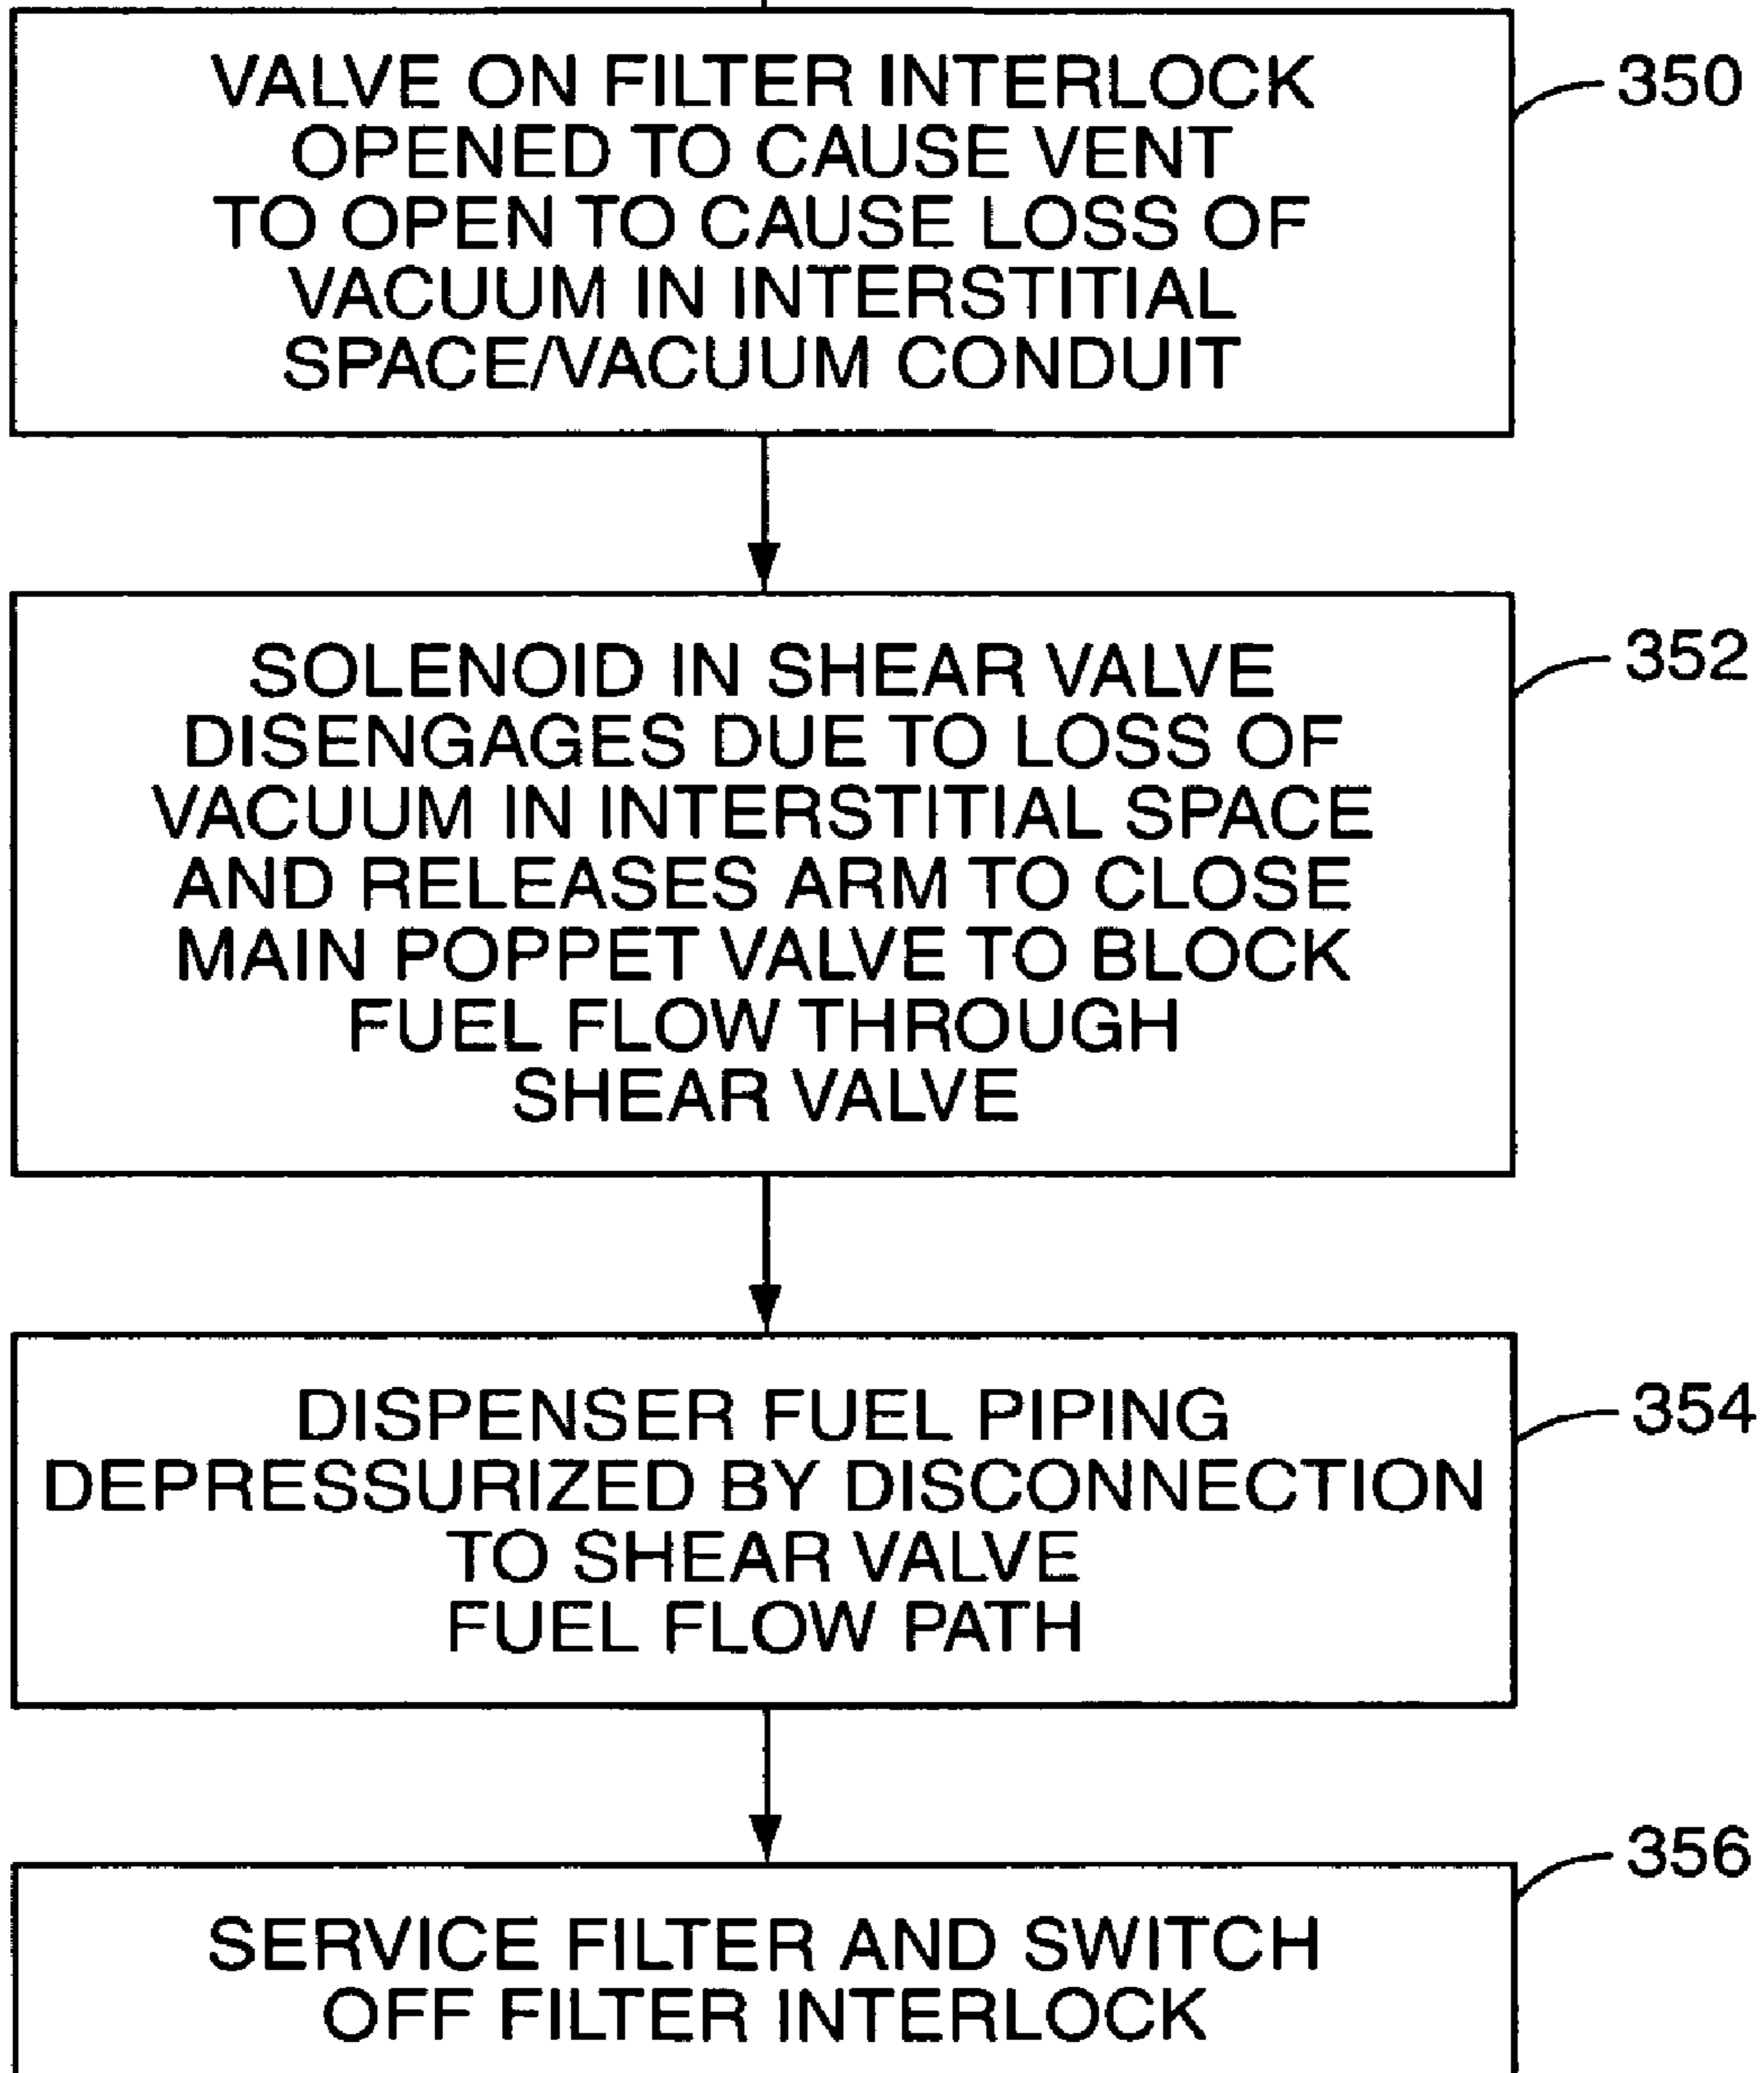 VALVE ON FILTER INTERLOCK
OPENED TO CAUSE VENT
TO OPEN TO CAUSE LOSS OF
VACUUM IN INTERSTITIAL
SPACE/VACUUM CONDUIT
350
SOLENOID IN SHEAR VALVE
DISENGAGES DUE TO LOSS OF
VACUUM IN INTERSTITIAL SPACE
AND RELEASES ARM TO CLOSE
MAIN POPPET VALVE TO BLOCK
FUEL FLOW THROUGH
SHEAR VALVE
352
DISPENSER FUEL PIPING
DEPRESSURIZED BY DISCONNECTION
TO SHEAR VALVE
FUEL FLOW PATH
354
SERVICE FILTER AND SWITCH
OFF FILTER INTERLOCK
356